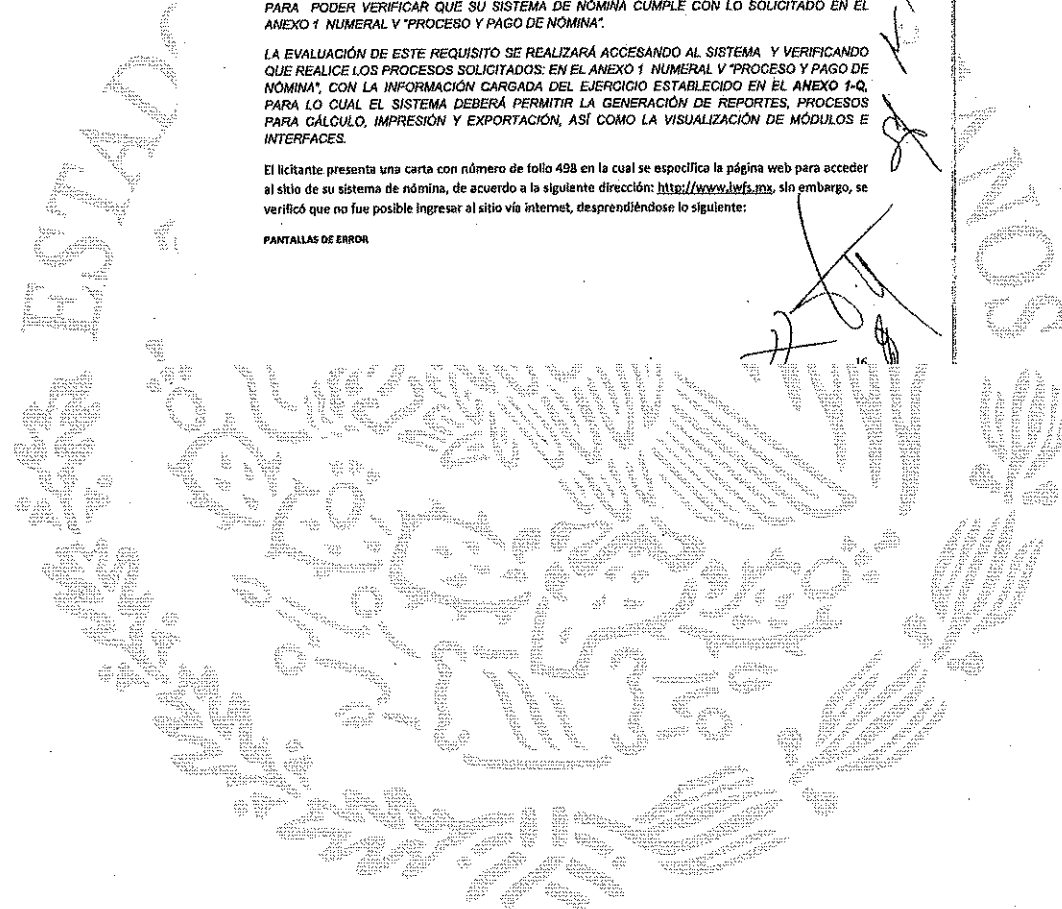 PARA PODER VERIFICAR QUE SU SISTEMA DE NÓMINA CUMPLE CON LO SOLICITADO EN EL
ANEXO 1 NUMERAL V "PROCESO Y PAGO DE NÓMINA".
LA EVALUACIÓN DE ESTE REQUISITO SE REALIZARÁ ACCESANDO AL SISTEMA Y VERIFICANDO
QUE REALICE LOS PROCESOS SOLICITADOS: EN EL ANEXO 1 NUMERAL V "PROCESO Y PAGO DE
NÓMINA", CON LA INFORMACIÓN CARGADA DEL EJERCICIO ESTABLECIDO EN EL ANEXO 1-Q,
PARA LO CUAL EL SISTEMA DEBERÁ PERMITIR LA GENERACIÓN DE REPORTES, PROCESOS
PARA CÁLCULO, IMPRESIÓN Y EXPORTACIÓN, ASÍ COMO LA VISUALIZACIÓN DE MÓDULOS E
INTERFACES.
El licitante presenta una carta con número de folio 498 en la cual se especifica la página web para acceder
al sitio de su sistema de nómina, de acuerdo a la siguiente dirección: http://www.iwfs.mx, sin embargo, se
verificó que no fue posible ingresar al sitio vía internet, desprendiéndose lo siguiente:
PANTALLAS DE ERROR
16
ESTAD
NOS